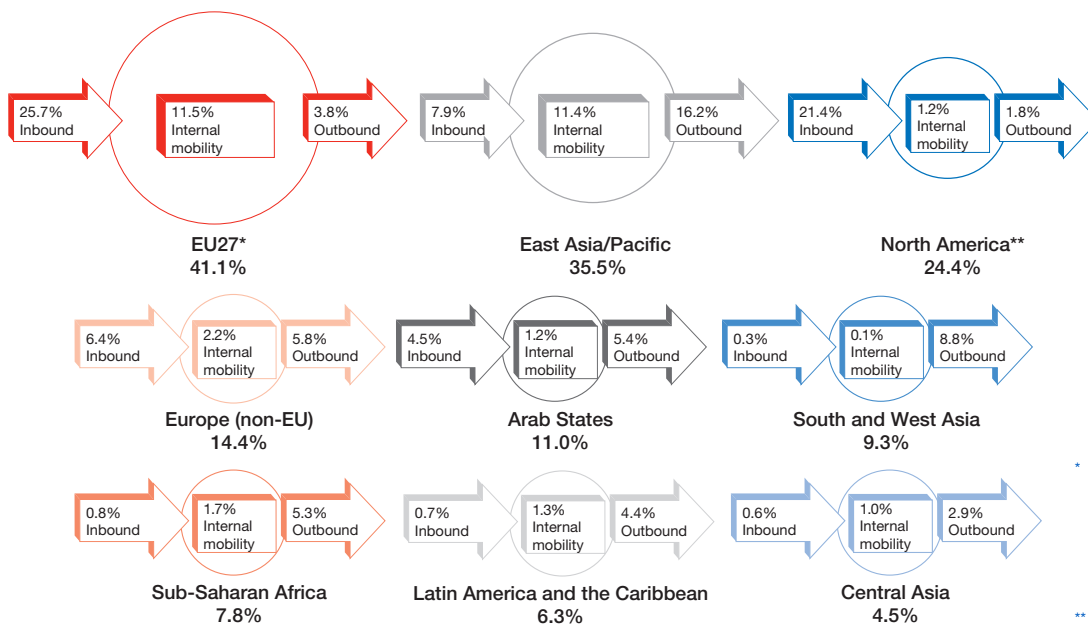 25.7%
Inbound
11.5%
Internal
mobility
3.8%
Outbound
EU27*
41.1%
7.9%
Inbound
11.4%
Internal
mobility
16.2%
Outbound
East Asia/Pacific
35.5%
21.4%
Inbound
1.2%
Internal
mobility
1.8%
Outbound
North America**
24.4%
6.4%
Inbound
2.2%
Internal
mobility
5.8%
Outbound
Europe (non-EU)
14.4%
4.5%
Inbound
1.2%
Internal
mobility
5.4%
Outbound
Arab States
11.0%
0.3%
Inbound
0.1%
Internal
mobility
8.8%
Outbound
South and West Asia
9.3%
*
0.8%
Inbound
1.7%
Internal
mobility
5.3%
Outbound
Sub-Saharan Africa
7.8%
0.7%
Inbound
1.3%
Internal
mobility
4.4%
Outbound
Latin America and the Caribbean
6.3%
0.6%
Inbound
1.0%
Internal
mobility
2.9%
Outbound
Central Asia
4.5%
**